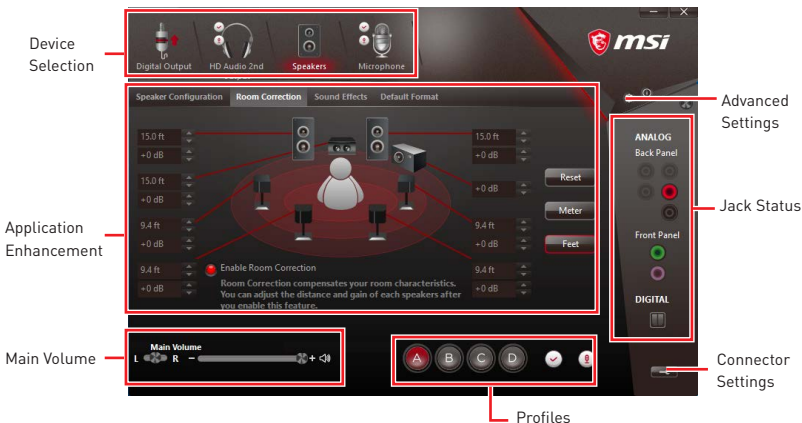 Device
Selection
Digital Output
HD Audio 2nd
Speakers
Microphone
msi
Speaker Configuration
Room Correction
Sound Effects
Default Format
Advanced
Settings
15.0 ft
+0 dB
15.0 ft
+0 dB
9.4 ft
+0 dB
9.4 ft
+0 dB
15.0 ft
+0 dB
+0 dB
9.4 ft
+0 dB
9.4 ft
+0 dB
Reset
Meter
Feet
Enable Room Correction
Room Correction compensates your room characteristics.
You can adjust the distance and gain of each speakers after
you enable this feature.
Application
Enhancement
ANALOG
Back Panel
Front Panel
DIGITAL
Jack Status
Main Volume
Main Volume
L R − +
A B C D
Connector
Settings
Profiles